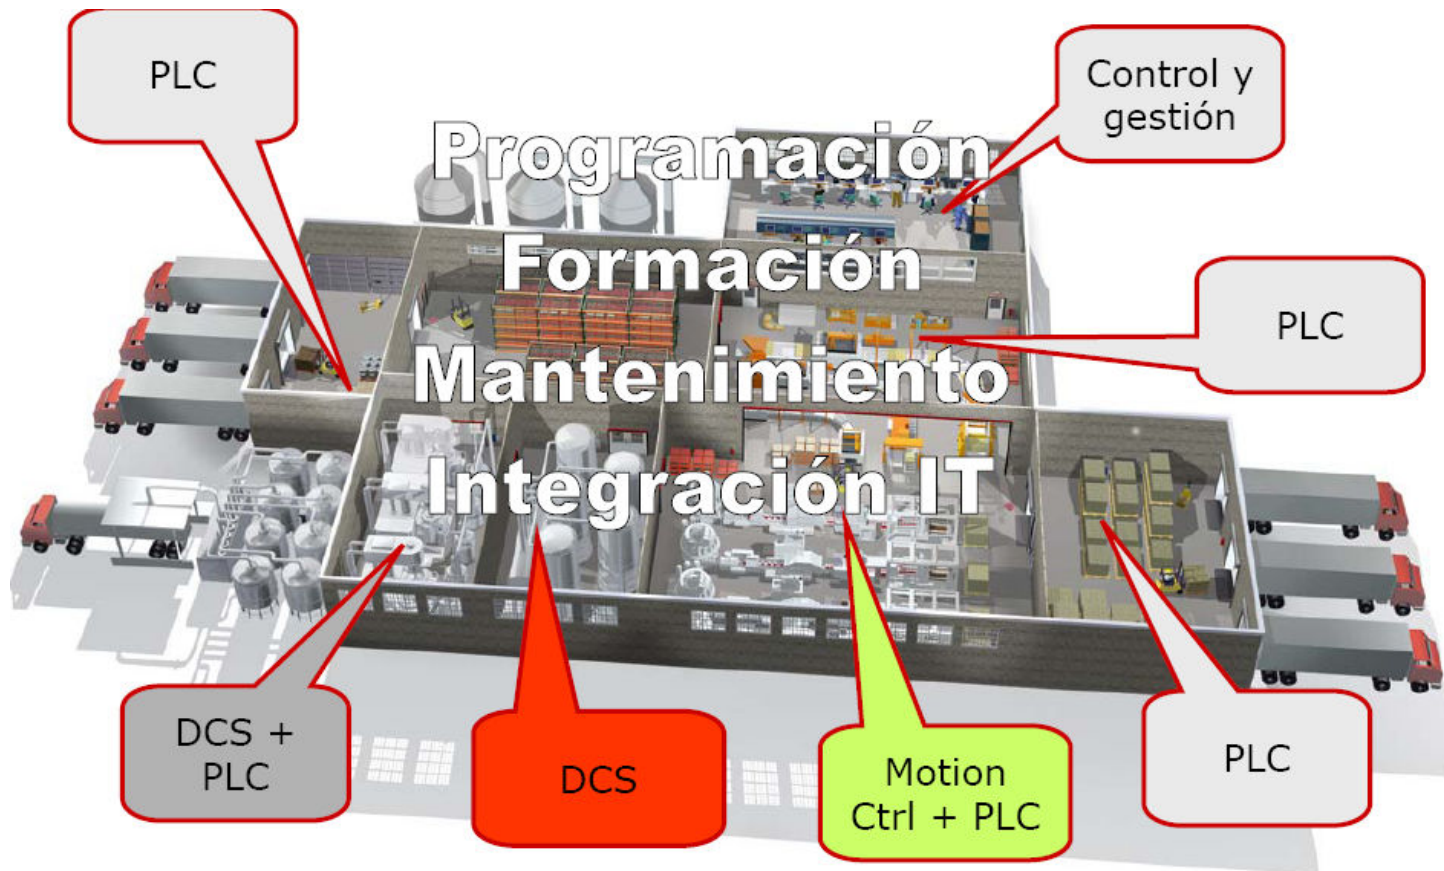 PLC
Control y
gestión
Programación
Formación
PLC
Mantenimiento
Integración IT
DCS +
PLC
DCS
Motion
Ctrl + PLC
PLC